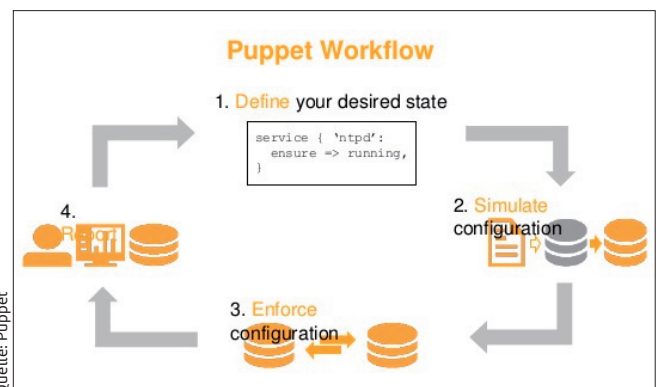 Puppet Workflow
1. Define your desired state
service { ‘ntpd’:
ensure => running,
}
2. Simulate
configuration
3. Enforce
configuration
4.
Report
Quelle: Puppet